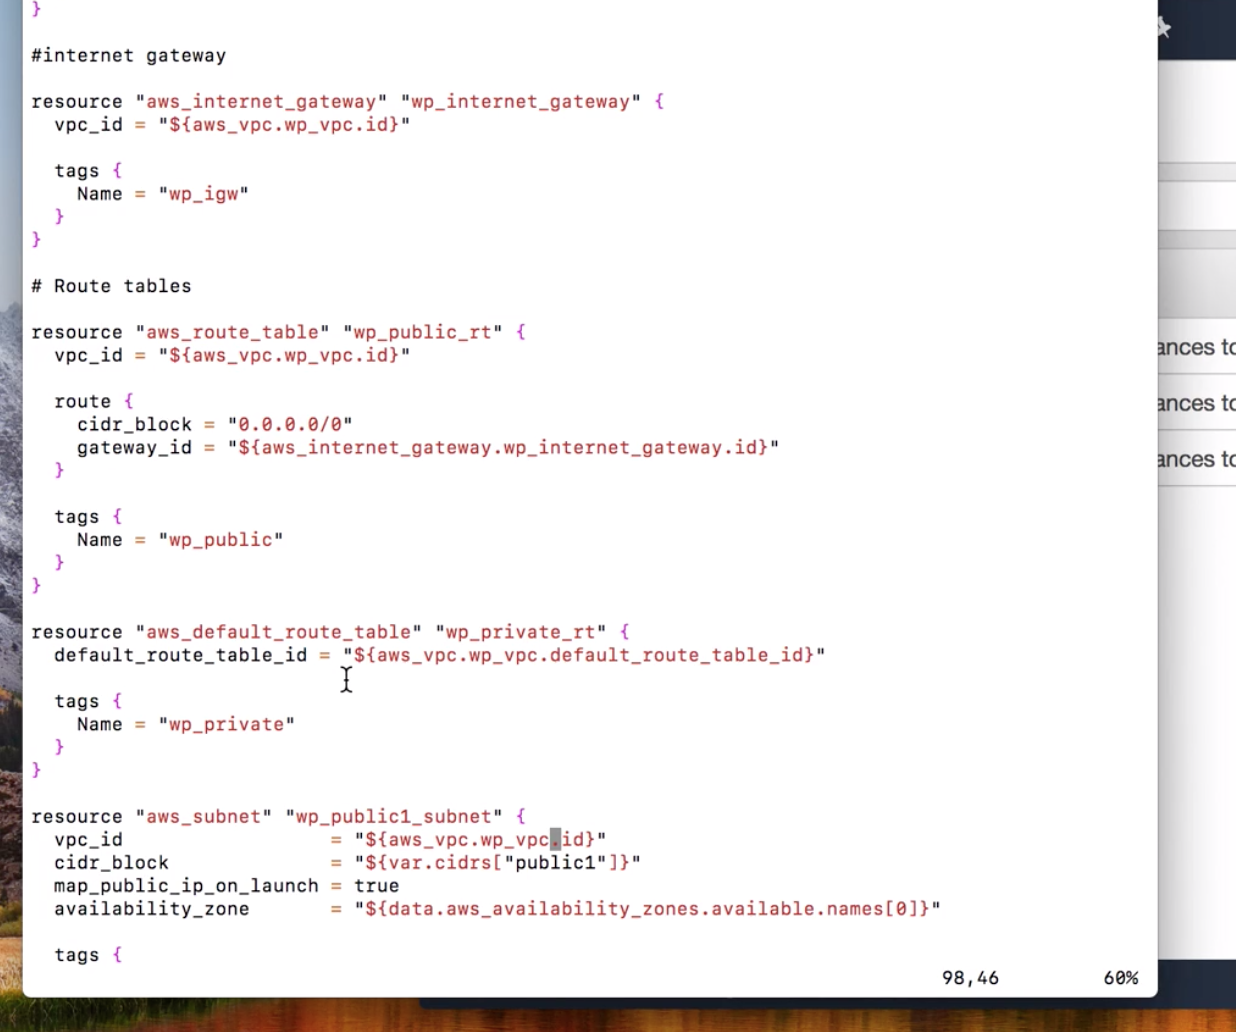 }
#internet gateway
resource "aws_internet_gateway" "wp_internet_gateway" {
  vpc_id = "${aws_vpc.wp_vpc.id}"
  tags {
    Name = "wp_igw"
  }
}
# Route tables
resource "aws_route_table" "wp_public_rt" {
  vpc_id = "${aws_vpc.wp_vpc.id}"
  route {
    cidr_block = "0.0.0.0/0"
    gateway_id = "${aws_internet_gateway.wp_internet_gateway.id}"
  }
  tags {
    Name = "wp_public"
  }
}
resource "aws_default_route_table" "wp_private_rt" {
  default_route_table_id = "${aws_vpc.wp_vpc.default_route_table_id}"
  tags {
    Name = "wp_private"
  }
}
resource "aws_subnet" "wp_public1_subnet" {
  vpc_id                  = "${aws_vpc.wp_vpc.id}"
  cidr_block              = "${var.cidrs["public1"]}"
  map_public_ip_on_launch = true
  availability_zone       = "${data.aws_availability_zones.available.names[0]}"
  tags {
98,46 60%
ances to
ances to
ances to